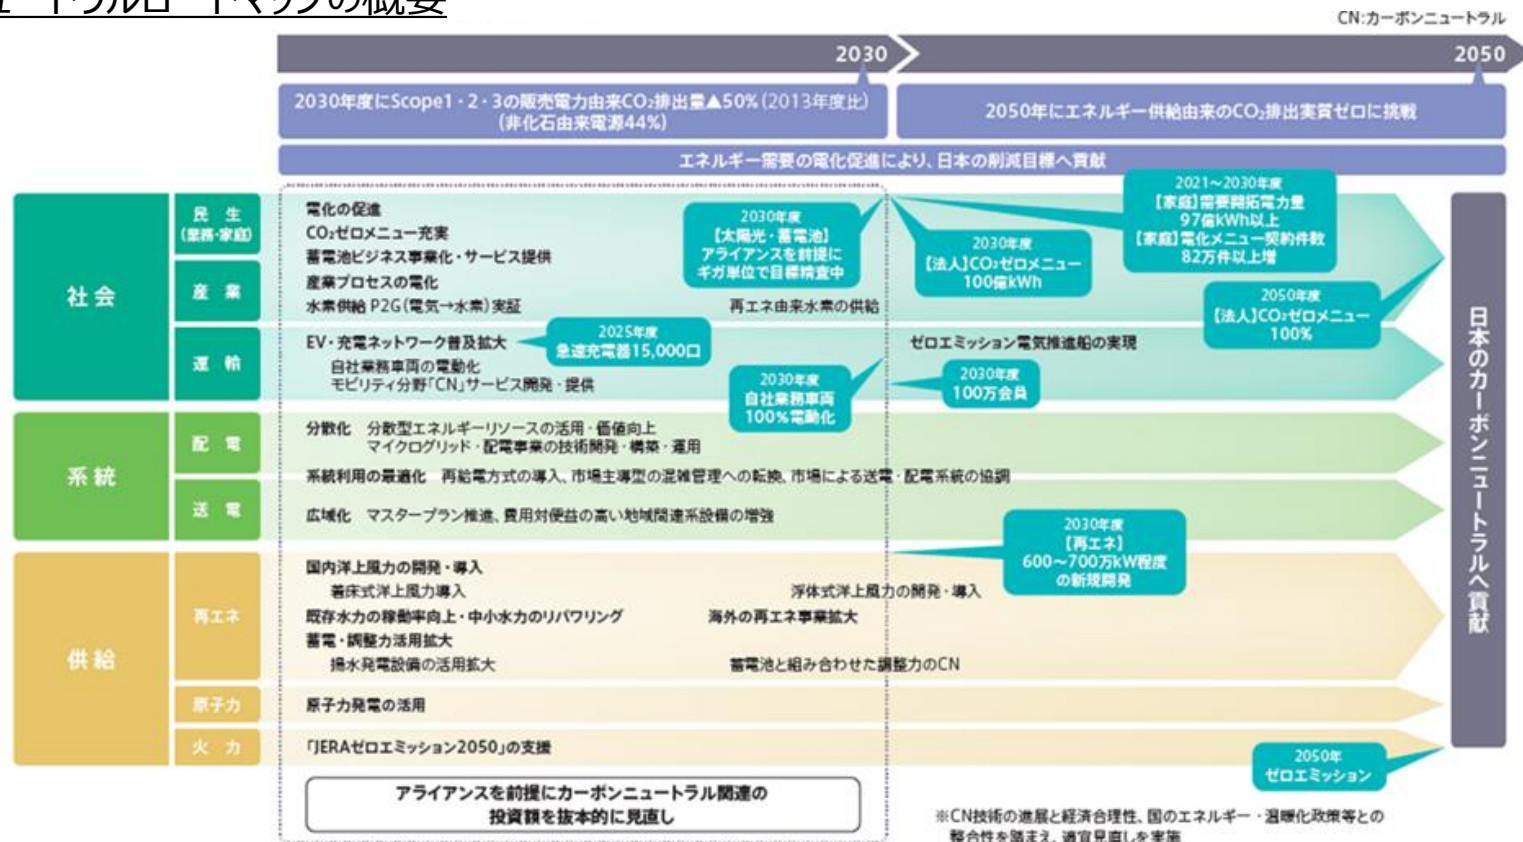 ュートラルロードマップの概要
CN:カーボンニュートラル
2030
2050
2030年度にScope1・2・3の販売電力由来CO₂排出量▲50%(2013年度比)
(非化石由来電源44%)
2050年にエネルギー供給由来のCO₂排出実質ゼロに挑戦
エネルギー需要の電化促進により、日本の削減目標へ貢献
社会
民生
(業務・家庭)
電化の促進
CO₂ゼロメニュー充実
蓄電池ビジネス事業化・サービス提供
2030年度
【太陽光・蓄電池】
アライアンスを前提に
ギガ単位で目標精査中
2030年度
【法人】CO₂ゼロメニュー
100億kWh
2021～2030年度
【家庭】需要開拓電力量
97億kWh以上
【家庭】電化メニュー契約件数
82万件以上増
産業
産業プロセスの電化
水素供給 P2G(電気→水素)実証
再エネ由来水素の供給
2050年度
【法人】CO₂ゼロメニュー
100%
運輸
EV・充電ネットワーク普及拡大
自社業務車両の電動化
モビリティ分野「CN」サービス開発・提供
2025年度
急速充電器15,000口
2030年度
自社業務車両
100%電動化
ゼロエミッション電気推進船の実現
2030年度
100万会員
系統
配電
分散化 分散型エネルギーリソースの活用・価値向上
マイクログリッド・配電事業の技術開発・構築・運用
系統利用の最適化 再給電方式の導入、市場主導型の混雑管理への転換、市場による送電・配電系統の協調
送電
広域化 マスタープラン推進、費用対便益の高い地域間連系設備の増強
供給
再エネ
国内洋上風力の開発・導入
着床式洋上風力導入
浮体式洋上風力の開発・導入
既存水力の稼働率向上・中小水力のリパワリング
海外の再エネ事業拡大
蓄電・調整力活用拡大
揚水発電設備の活用拡大
蓄電池と組み合わせた調整力のCN
2030年度
【再エネ】
600～700万kW程度
の新規開発
原子力
原子力発電の活用
火力
「JERAゼロエミッション2050」の支援
2050年
ゼロエミッション
日本のカーボンニュートラルへ貢献
アライアンスを前提にカーボンニュートラル関連の
投資額を抜本的に見直し
※CN技術の進展と経済合理性、国のエネルギー・温暖化政策等との
整合性を踏まえ、適宜見直しを実施